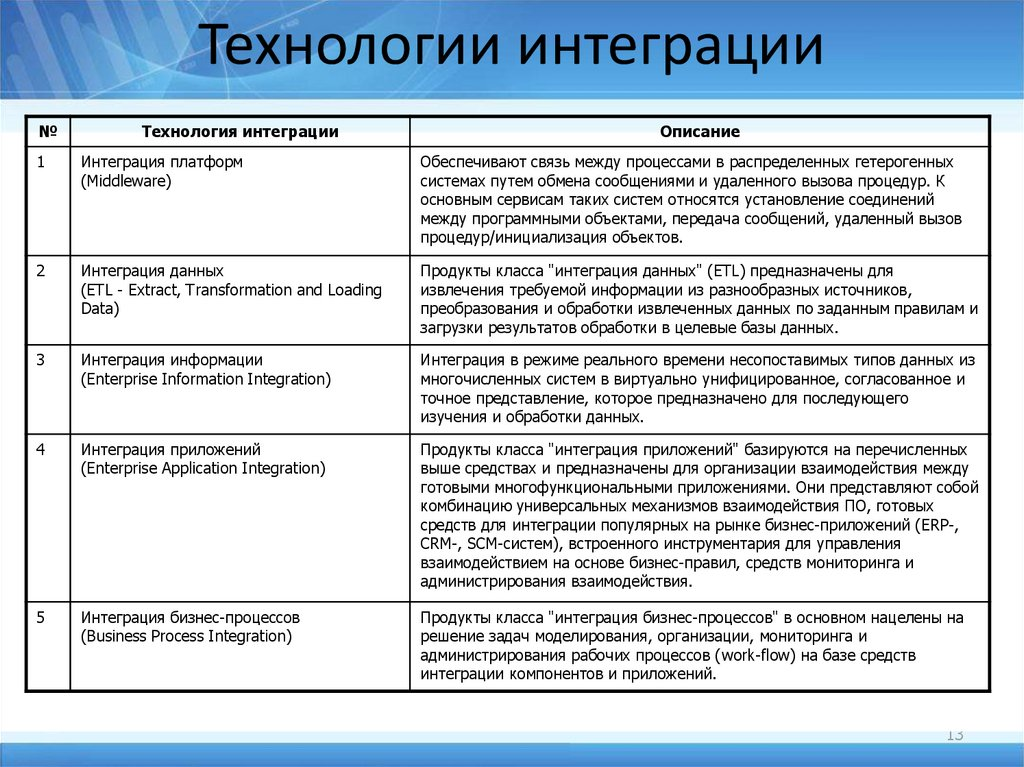 Технологии интеграции
№ Технология интеграции Описание
1 Интеграция платформ
(Middleware)
Обеспечивают связь между процессами в распределенных гетерогенных
системах путем обмена сообщениями и удаленного вызова процедур. К
основным сервисам таких систем относятся установление соединений
между программными объектами, передача сообщений, удаленный вызов
процедур/инициализация объектов.
2 Интеграция данных
(ETL - Extract, Transformation and Loading
Data)
Продукты класса "интеграция данных" (ETL) предназначены для
извлечения требуемой информации из разнообразных источников,
преобразования и обработки извлеченных данных по заданным правилам и
загрузки результатов обработки в целевые базы данных.
3 Интеграция информации
(Enterprise Information Integration)
Интеграция в режиме реального времени несопоставимых типов данных из
многочисленных систем в виртуально унифицированное, согласованное и
точное представление, которое предназначено для последующего
изучения и обработки данных.
4 Интеграция приложений
(Enterprise Application Integration)
Продукты класса "интеграция приложений" базируются на перечисленных
выше средствах и предназначены для организации взаимодействия между
готовыми многофункциональными приложениями. Они представляют собой
комбинацию универсальных механизмов взаимодействия ПО, готовых
средств для интеграции популярных на рынке бизнес-приложений (ERP-,
CRM-, SCM-систем), встроенного инструментария для управления
взаимодействием на основе бизнес-правил, средств мониторинга и
администрирования взаимодействия.
5 Интеграция бизнес-процессов
(Business Process Integration)
Продукты класса "интеграция бизнес-процессов" в основном нацелены на
решение задач моделирования, организации, мониторинга и
администрирования рабочих процессов (work-flow) на базе средств
интеграции компонентов и приложений.
13